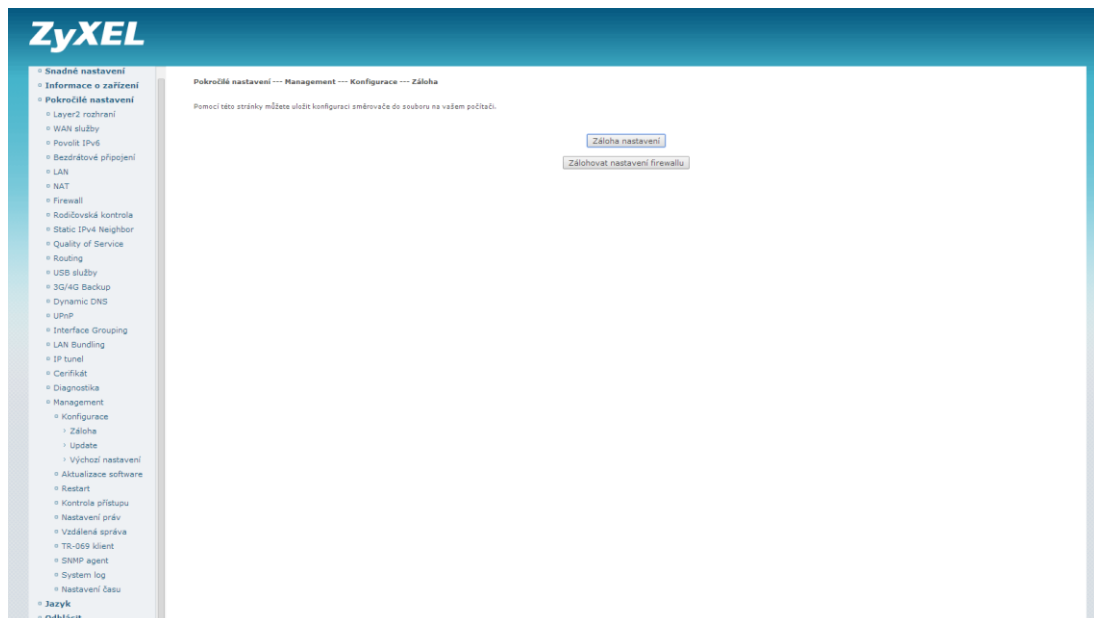 ZyXEL
Snadné nastavení
Informace o zařízení
Pokročilé nastavení
Layer2 rozhraní
WAN služby
Povolit IPv6
Bezdrátové připojení
LAN
NAT
Firewall
Rodičovská kontrola
Static IPv4 Neighbor
Quality of Service
Routing
USB služby
3G/4G Backup
Dynamic DNS
UPnP
Interface Grouping
LAN Bundling
IP tunel
Cerifikát
Diagnostika
Management
Konfigurace
Záloha
Update
Výchozí nastavení
Aktualizace software
Restart
Kontrola přístupu
Nastavení práv
Vzdálená správa
TR-069 klient
SNMP agent
System log
Nastavení času
Jazyk
Odhlásit
Pokročilé nastavení --- Management --- Konfigurace --- Záloha
Pomocí této stránky můžete uložit konfiguraci směrovače do souboru na vašem počítači.
Záloha nastavení
Zálohovat nastavení firewallu